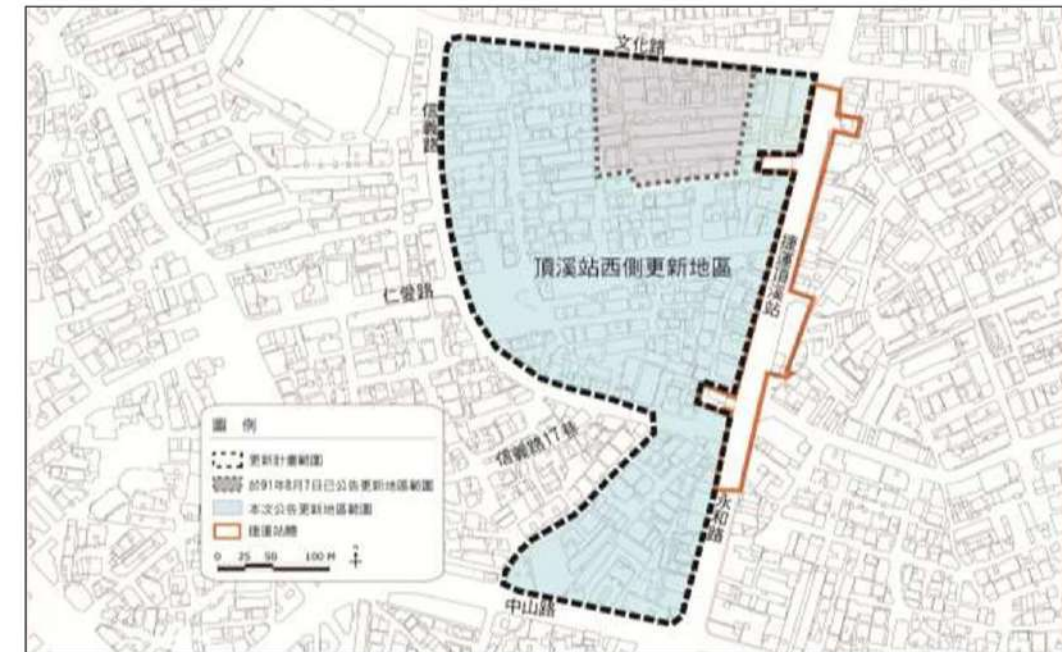 文化路
信義路
捷運頂溪站
頂溪站西側更新地區
仁愛路
信義路17巷
永和路
中山路
圖 例
更新計畫範圍
於91年8月7日已公告更新地區範圍
本次公告更新地區範圍
捷運站體
0 25 50 100 M